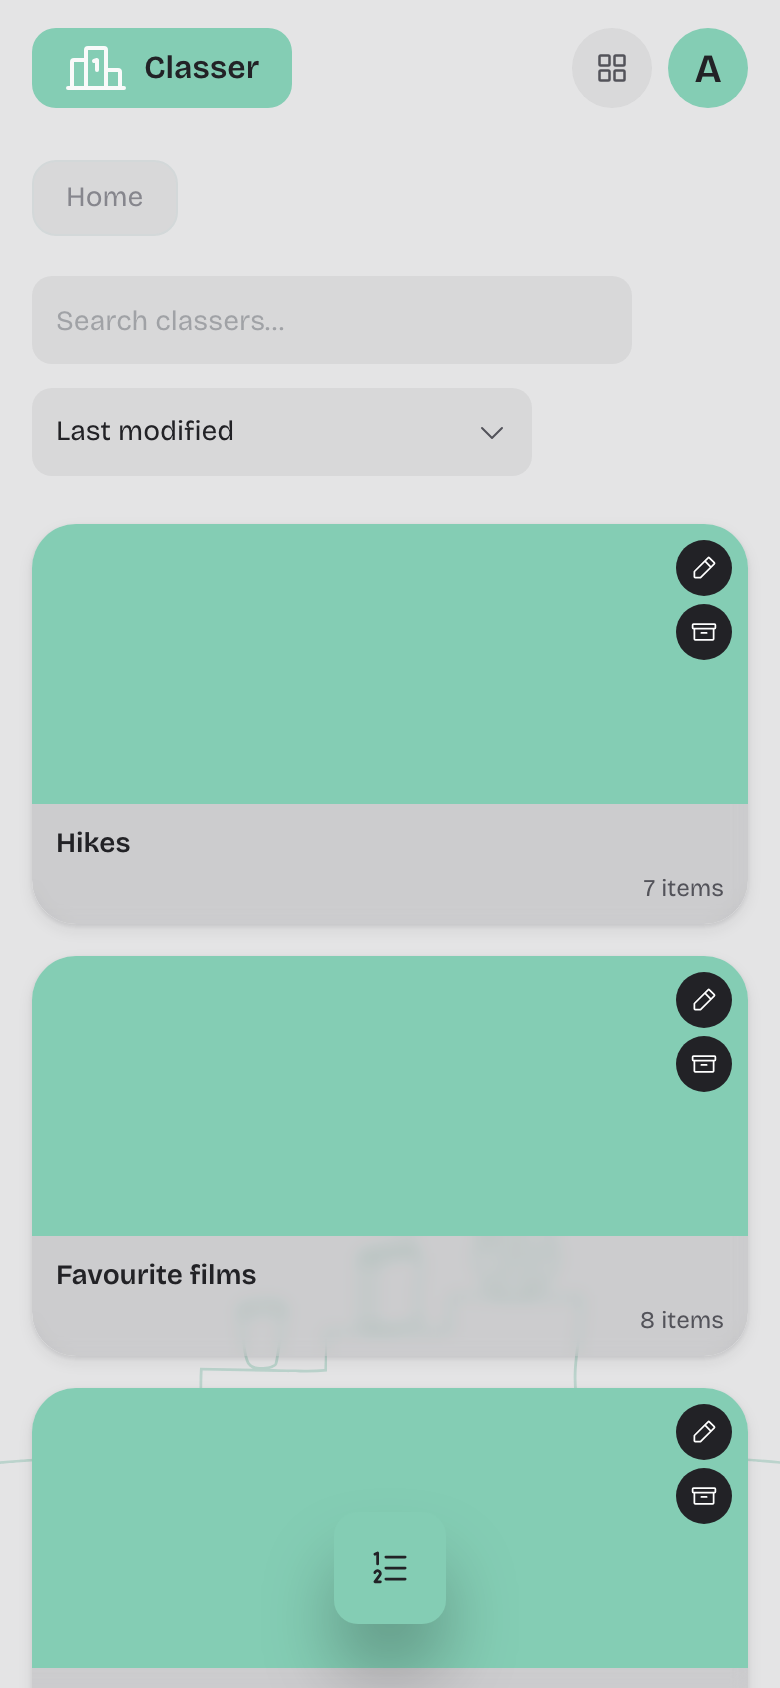 Classer
A
Home
Search classers...
Last modified
Hikes
7 items
Favourite films
8 items